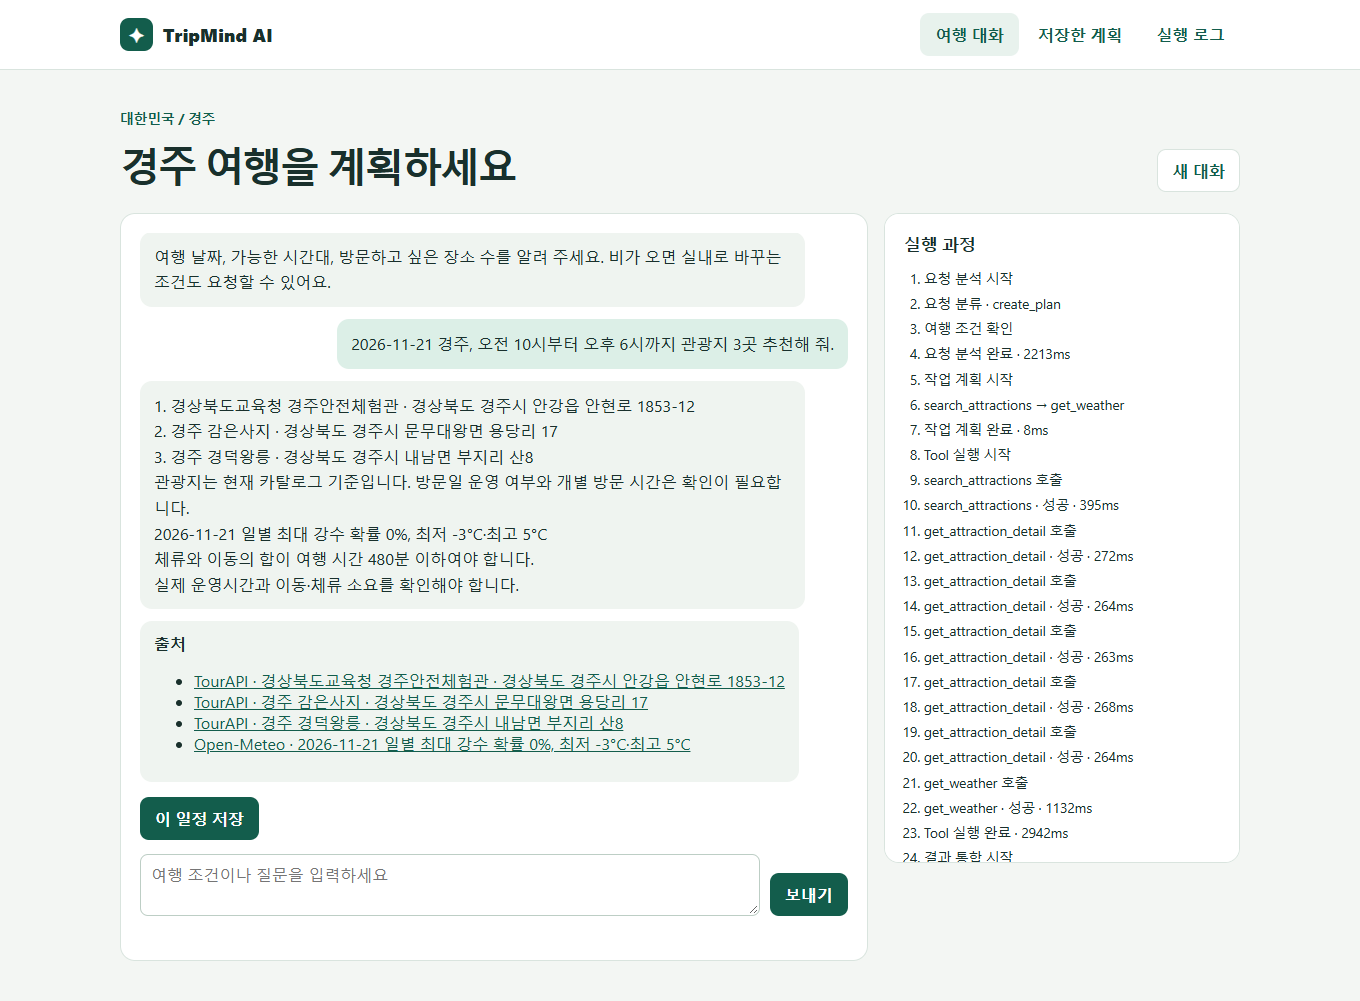 TripMind AI
여행 대화
저장한 계획
실행 로그
대한민국 / 경주
경주 여행을 계획하세요
새 대화
여행 날짜, 가능한 시간대, 방문하고 싶은 장소 수를 알려 주세요. 비가 오면 실내로 바꾸는
조건도 요청할 수 있어요.
2026-11-21 경주, 오전 10시부터 오후 6시까지 관광지 3곳 추천해 줘.
1. 경상북도교육청 경주안전체험관 · 경상북도 경주시 안강읍 안현로 1853-12
2. 경주 감은사지 · 경상북도 경주시 문무대왕면 용당리 17
3. 경주 경덕왕릉 · 경상북도 경주시 내남면 부지리 산8
관광지는 현재 카탈로그 기준입니다. 방문일 운영 여부와 개별 방문 시간은 확인이 필요합
니다.
2026-11-21 일별 최대 강수 확률 0%, 최저 -3°C·최고 5°C
체류와 이동의 합이 여행 시간 480분 이하여야 합니다.
실제 운영시간과 이동·체류 소요를 확인해야 합니다.
출처
• TourAPI · 경상북도교육청 경주안전체험관 · 경상북도 경주시 안강읍 안현로 1853-12
• TourAPI · 경주 감은사지 · 경상북도 경주시 문무대왕면 용당리 17
• TourAPI · 경주 경덕왕릉 · 경상북도 경주시 내남면 부지리 산8
• Open-Meteo · 2026-11-21 일별 최대 강수 확률 0%, 최저 -3°C·최고 5°C
이 일정 저장
여행 조건이나 질문을 입력하세요
보내기
실행 과정
1. 요청 분석 시작
2. 요청 분류 · create_plan
3. 여행 조건 확인
4. 요청 분석 완료 · 2213ms
5. 작업 계획 시작
6. search_attractions → get_weather
7. 작업 계획 완료 · 8ms
8. Tool 실행 시작
9. search_attractions 호출
10. search_attractions · 성공 · 395ms
11. get_attraction_detail 호출
12. get_attraction_detail · 성공 · 272ms
13. get_attraction_detail 호출
14. get_attraction_detail · 성공 · 264ms
15. get_attraction_detail 호출
16. get_attraction_detail · 성공 · 263ms
17. get_attraction_detail 호출
18. get_attraction_detail · 성공 · 268ms
19. get_attraction_detail 호출
20. get_attraction_detail · 성공 · 264ms
21. get_weather 호출
22. get_weather · 성공 · 1132ms
23. Tool 실행 완료 · 2942ms
24. 결과 통합 시작